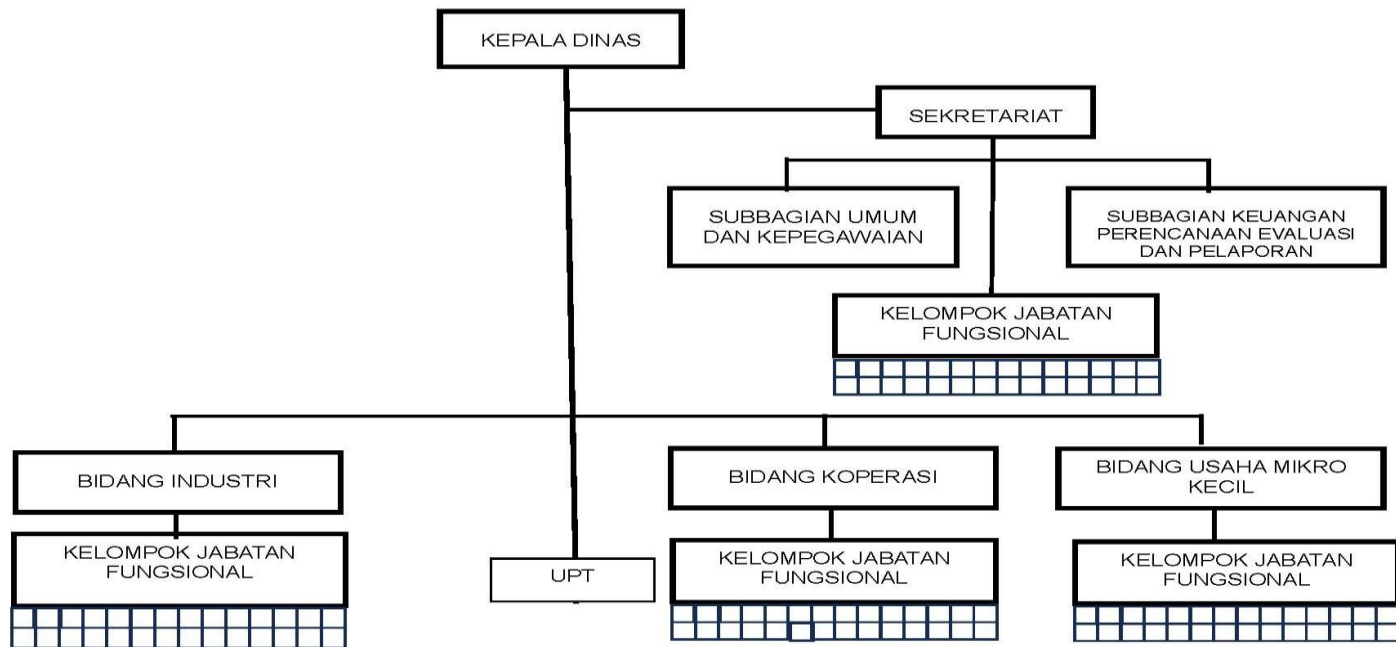 KEPALA DINAS
SEKRETARIAT
SUBBAGIAN UMUM
DAN KEPEGAWAIAN
SUBBAGIAN KEUANGAN
PERENCANAAN EVALUASI
DAN PELAPORAN
KELOMPOK JABATAN
FUNGSIONAL
BIDANG INDUSTRI
BIDANG KOPERASI
BIDANG USAHA MIKRO
KECIL
KELOMPOK JABATAN
FUNGSIONAL
UPT
KELOMPOK JABATAN
FUNGSIONAL
KELOMPOK JABATAN
FUNGSIONAL